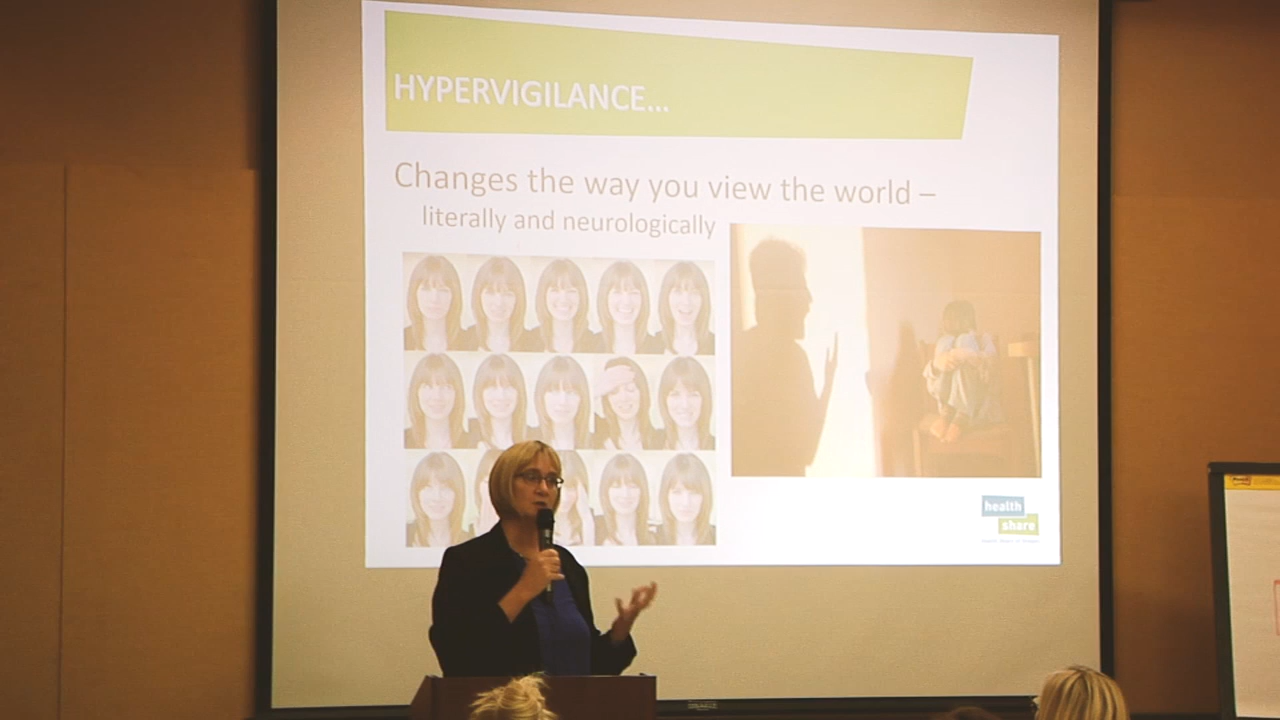 HYPERVIGILANCE...
Changes the way you view the world –
literally and neurologically
health
share